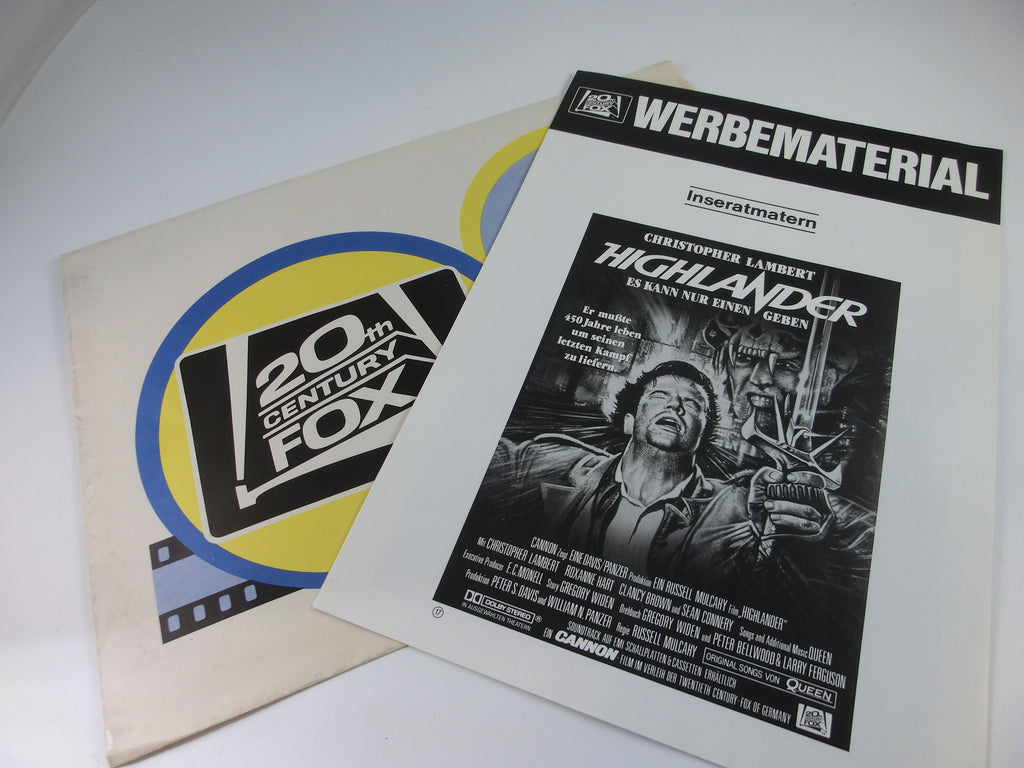 20th
CENTURY
FOX
20th
CENTURY
FOX
WERBEMATERIAL
Inseratmatern
CHRISTOPHER LAMBERT
HIGHLANDER
ES KANN NUR EINEN GEBEN
Er mußte
450 Jahre leben
um seinen
letzten Kampf
zu liefern.
CANNON zeigt EINE DAVIS/PANZER Produktion EIN RUSSELL MULCAHY Film „HIGHLANDER"
Mit CHRISTOPHER LAMBERT ROXANNE HART CLANCY BROWN und SEAN CONNERY Songs and Additional Music QUEEN
Executive Producer E.C. MONELL Story GREGORY WIDEN Drehbuch GREGORY WIDEN und PETER BELLWOOD & LARRY FERGUSON
Produktion PETER S. DAVIS und WILLIAM N. PANZER Regie RUSSELL MULCAHY
DOLBY STEREO®
IN AUSGEWÄHLTEN THEATERN
SOUNDTRACK AUF EMI SCHALLPLATTEN & CASSETTEN ERHÄLTLICH
ORIGINAL SONGS VON QUEEN
EIN CANNON FILM IM VERLEIH DER TWENTIETH CENTURY-FOX OF GERMANY
20th
CENTURY
FOX
17